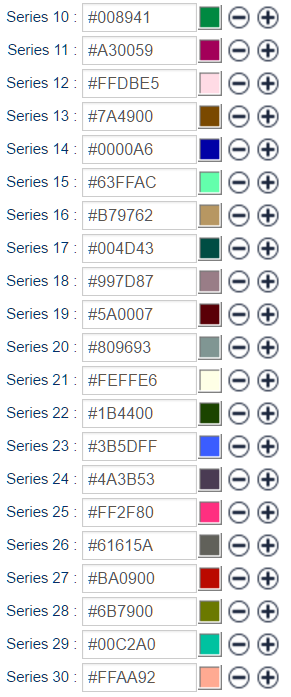 Series 10 : #008941
Series 11 : #A30059
Series 12 : #FFDBE5
Series 13 : #7A4900
Series 14 : #0000A6
Series 15 : #63FFAC
Series 16 : #B79762
Series 17 : #004D43
Series 18 : #997D87
Series 19 : #5A0007
Series 20 : #809693
Series 21 : #FEFFE6
Series 22 : #1B4400
Series 23 : #3B5DFF
Series 24 : #4A3B53
Series 25 : #FF2F80
Series 26 : #61615A
Series 27 : #BA0900
Series 28 : #6B7900
Series 29 : #00C2A0
Series 30 : #FFAA92